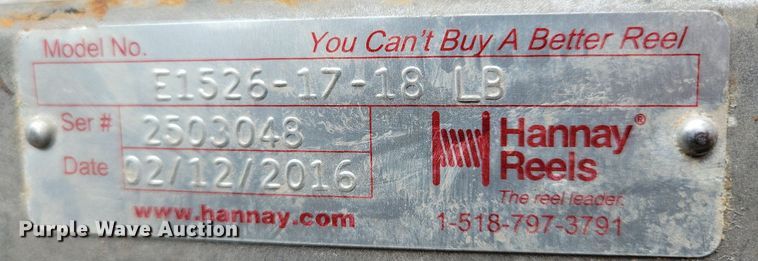 Model No. You Can't Buy A Better Reel
E1526-17-18 LB
Ser # 2503048
Date 02/12/2016
Hannay®
Reels
The reel leader.
www.hannay.com 1-518-797-3791
Purple Wave Auction